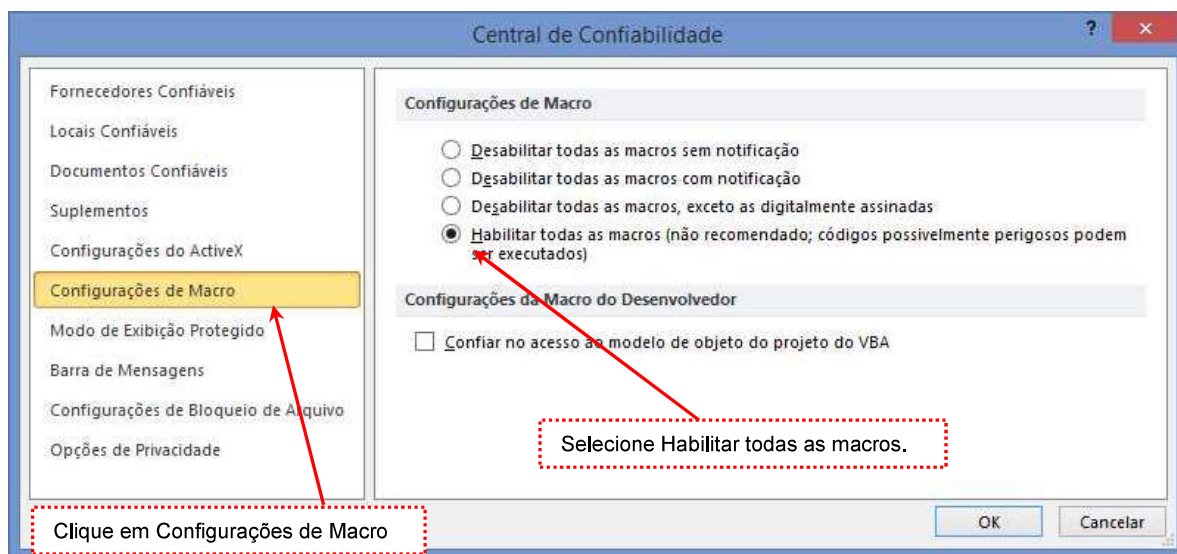 Central de Confiabilidade
?
×
Fornecedores Confiáveis
Locais Confiáveis
Documentos Confiáveis
Suplementos
Configurações do ActiveX
Configurações de Macro
Modo de Exibição Protegido
Barra de Mensagens
Configurações de Bloqueio de Arquivo
Opções de Privacidade
Configurações de Macro
Desabilitar todas as macros sem notificação
Desabilitar todas as macros com notificação
Desabilitar todas as macros, exceto as digitalmente assinadas
Habilitar todas as macros (não recomendado; códigos possivelmente perigosos podem
ser executados)
Configurações da Macro do Desenvolvedor
Confiar no acesso ao modelo de objeto do projeto do VBA
Selecione Habilitar todas as macros.
Clique em Configurações de Macro
OK
Cancelar